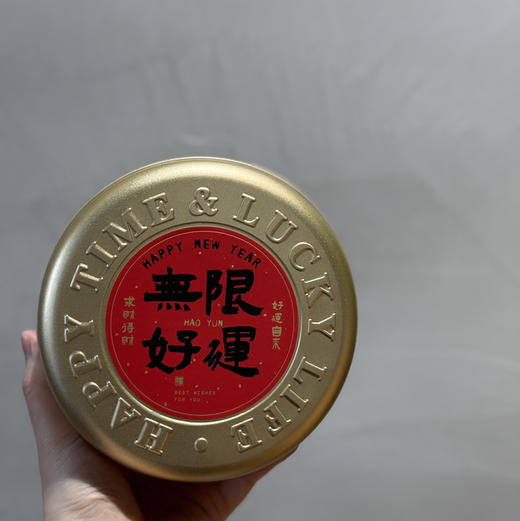 HAPPY TIME & LUCKY LIFE •
HAPPY NEW YEAR
無限
HAO YUN
好運
求財得財
好運自來
BEST WISHES
FOR YOU